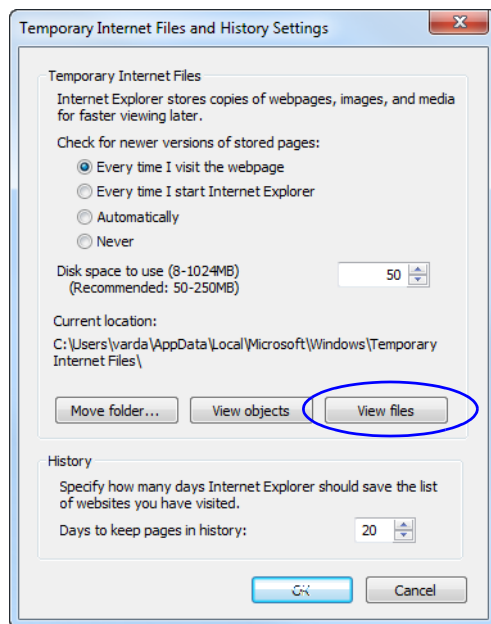 Temporary Internet Files and History Settings
Temporary Internet Files
Internet Explorer stores copies of webpages, images, and media
for faster viewing later.
Check for newer versions of stored pages:
Every time I visit the webpage
Every time I start Internet Explorer
Automatically
Never
Disk space to use (8-1024MB) 50
(Recommended: 50-250MB)
Current location:
C:\Users\varda\AppData\Local\Microsoft\Windows\Temporary
Internet Files\
Move folder... View objects View files
History
Specify how many days Internet Explorer should save the list
of websites you have visited.
Days to keep pages in history: 20
OK Cancel